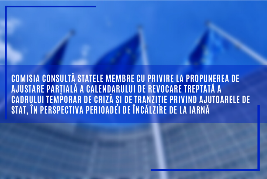 COMISIA CONSULTĂ STATELE MEMBRE CU PRIVIRE LA PROPUNEREA DE
AJUSTARE PARȚIALĂ A CALENDARULUI DE REVOCARE TREPTATĂ A
CADRULUI TEMPORAR DE CRIZĂ ȘI DE TRANZIȚIE PRIVIND AJUTOARELE DE
STAT, ÎN PERSPECTIVA PERIOADEI DE ÎNCĂLZIRE DE LA IARNĂ